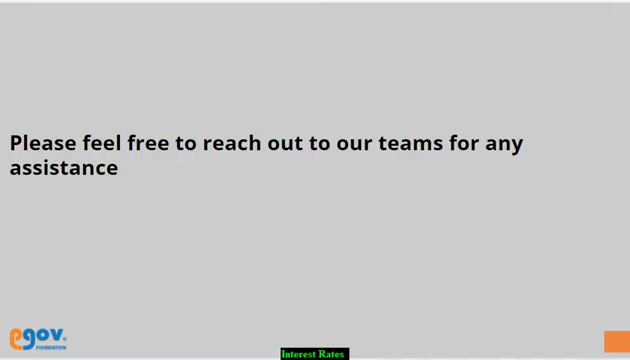 Please feel free to reach out to our teams for any
assistance
egov.
FOUNDATION
Interest Rates